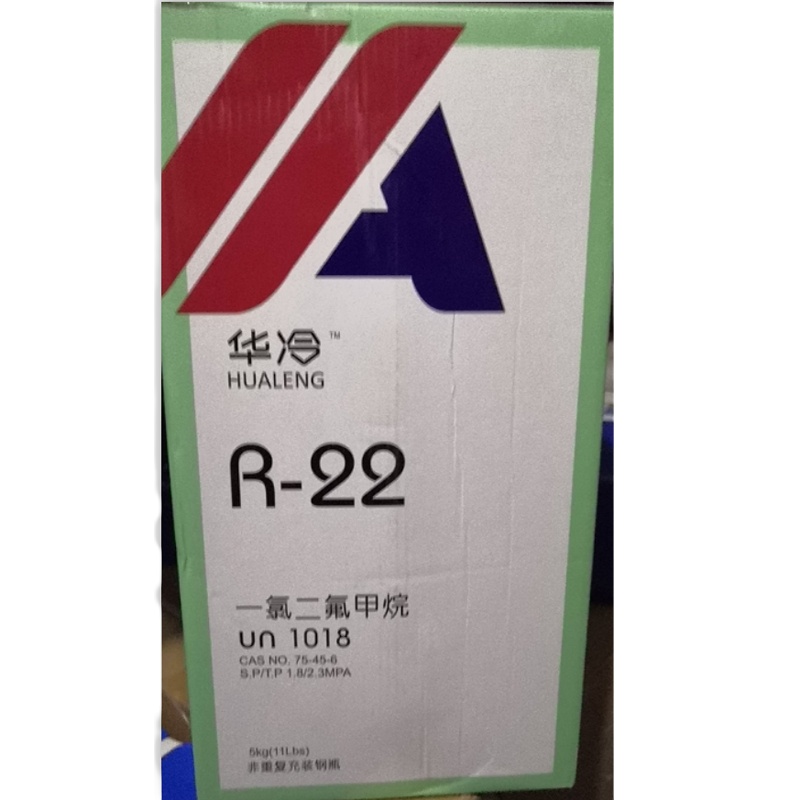 华冷™
HUALENG
R-22
一氯二氟甲烷
UN 1018
CAS NO. 75-45-6
S.P/T.P 1.8/2.3MPA
5kg(11Lbs)
非重复充装钢瓶